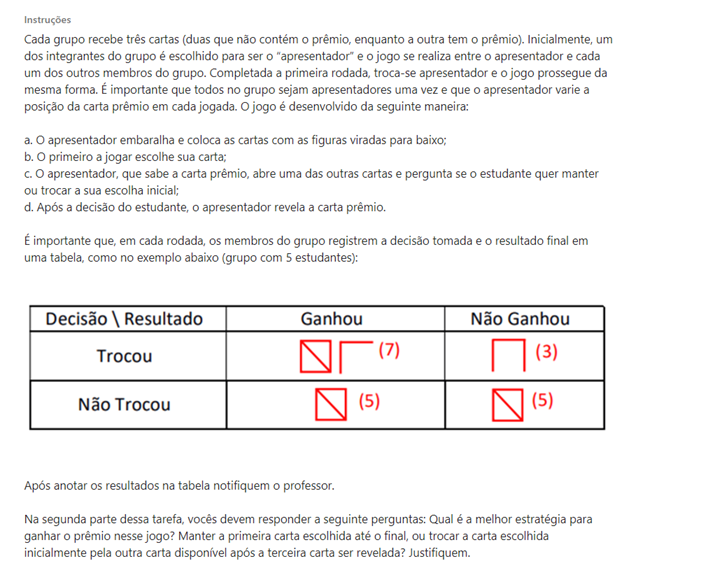 Instruções
Cada grupo recebe três cartas (duas que não contém o prêmio, enquanto a outra tem o prêmio). Inicialmente, um
dos integrantes do grupo é escolhido para ser o "apresentador" e o jogo se realiza entre o apresentador e cada
um dos outros membros do grupo. Completada a primeira rodada, troca-se apresentador e o jogo prossegue da
mesma forma. É importante que todos no grupo sejam apresentadores uma vez e que o apresentador varie a
posição da carta prêmio em cada jogada. O jogo é desenvolvido da seguinte maneira:
a. O apresentador embaralha e coloca as cartas com as figuras viradas para baixo;
b. O primeiro a jogar escolhe sua carta;
c. O apresentador, que sabe a carta prêmio, abre uma das outras cartas e pergunta se o estudante quer manter
ou trocar a sua escolha inicial;
d. Após a decisão do estudante, o apresentador revela a carta prêmio.
É importante que, em cada rodada, os membros do grupo registrem a decisão tomada e o resultado final em
uma tabela, como no exemplo abaixo (grupo com 5 estudantes):
Decisão \ Resultado Ganhou Não Ganhou
Trocou (7) (3)
Não Trocou (5) (5)
Após anotar os resultados na tabela notifiquem o professor.
Na segunda parte dessa tarefa, vocês devem responder a seguinte perguntas: Qual é a melhor estratégia para
ganhar o prêmio nesse jogo? Manter a primeira carta escolhida até o final, ou trocar a carta escolhida
inicialmente pela outra carta disponível após a terceira carta ser revelada? Justifiquem.